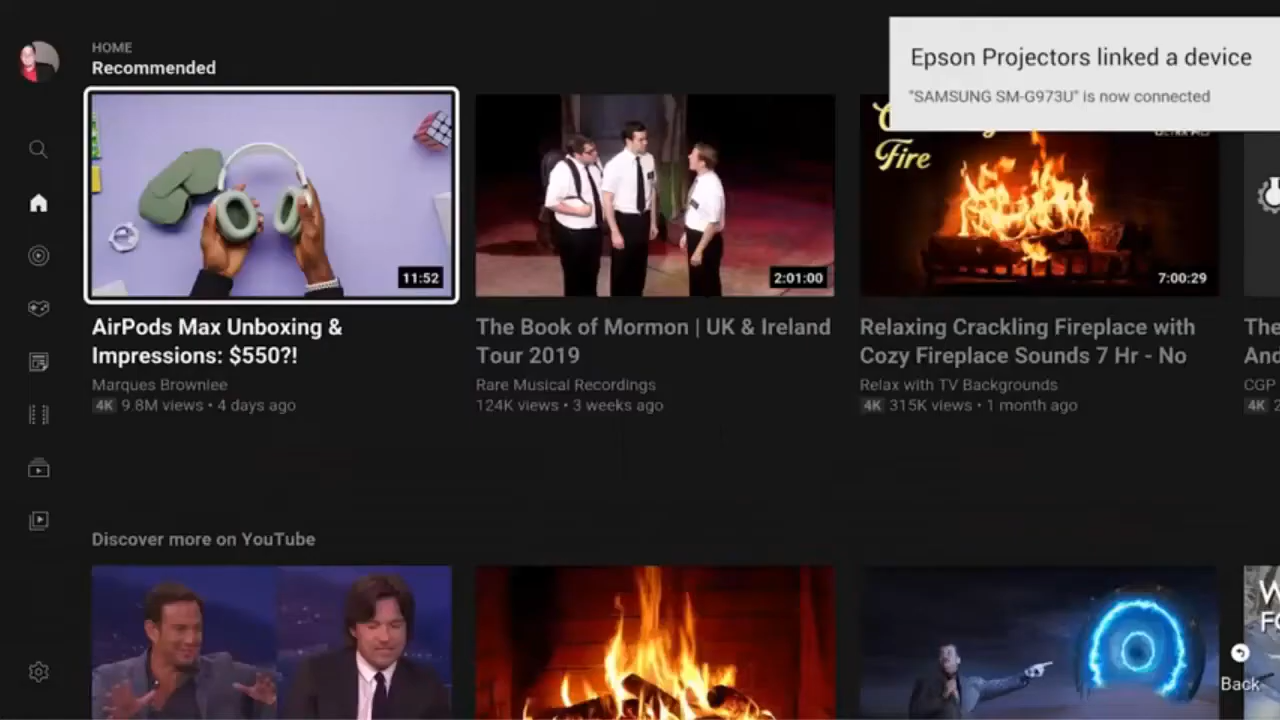 HOME
Recommended
Epson Projectors linked a device
"SAMSUNG SM-G973U" is now connected
Fire
11:52
2:01:00
7:00:29
AirPods Max Unboxing &
Impressions: $550?!
Marques Brownlee
4K 9.8M views • 4 days ago
The Book of Mormon | UK & Ireland
Tour 2019
Rare Musical Recordings
124K views • 3 weeks ago
Relaxing Crackling Fireplace with
Cozy Fireplace Sounds 7 Hr - No
Relax with TV Backgrounds
4K 315K views • 1 month ago
The
CGP
4K
Discover more on YouTube
Back